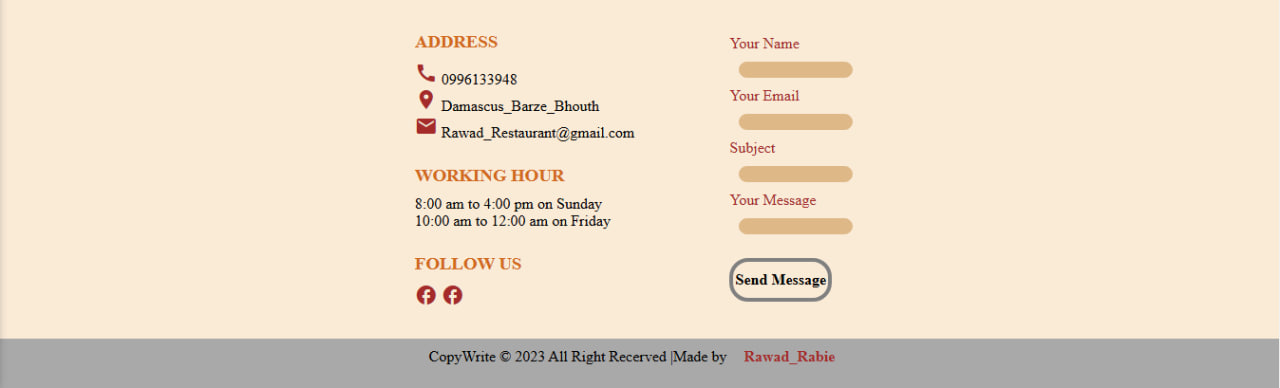 ADDRESS
0996133948
Damascus_Barze_Bhouth
Rawad_Restaurant@gmail.com
WORKING HOUR
8:00 am to 4:00 pm on Sunday
10:00 am to 12:00 am on Friday
FOLLOW US
Your Name
Your Email
Subject
Your Message
Send Message
CopyWrite © 2023 All Right Recerved |Made by Rawad_Rabie